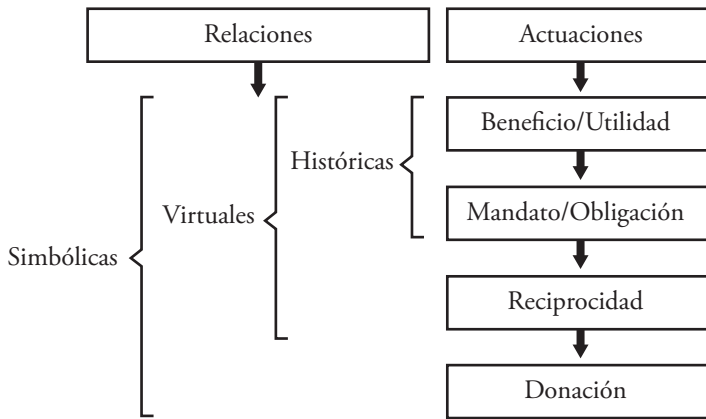 Relaciones
Actuaciones
Beneficio/Utilidad
Históricas
Virtuales
Mandato/Obligación
Simbólicas
Reciprocidad
Donación